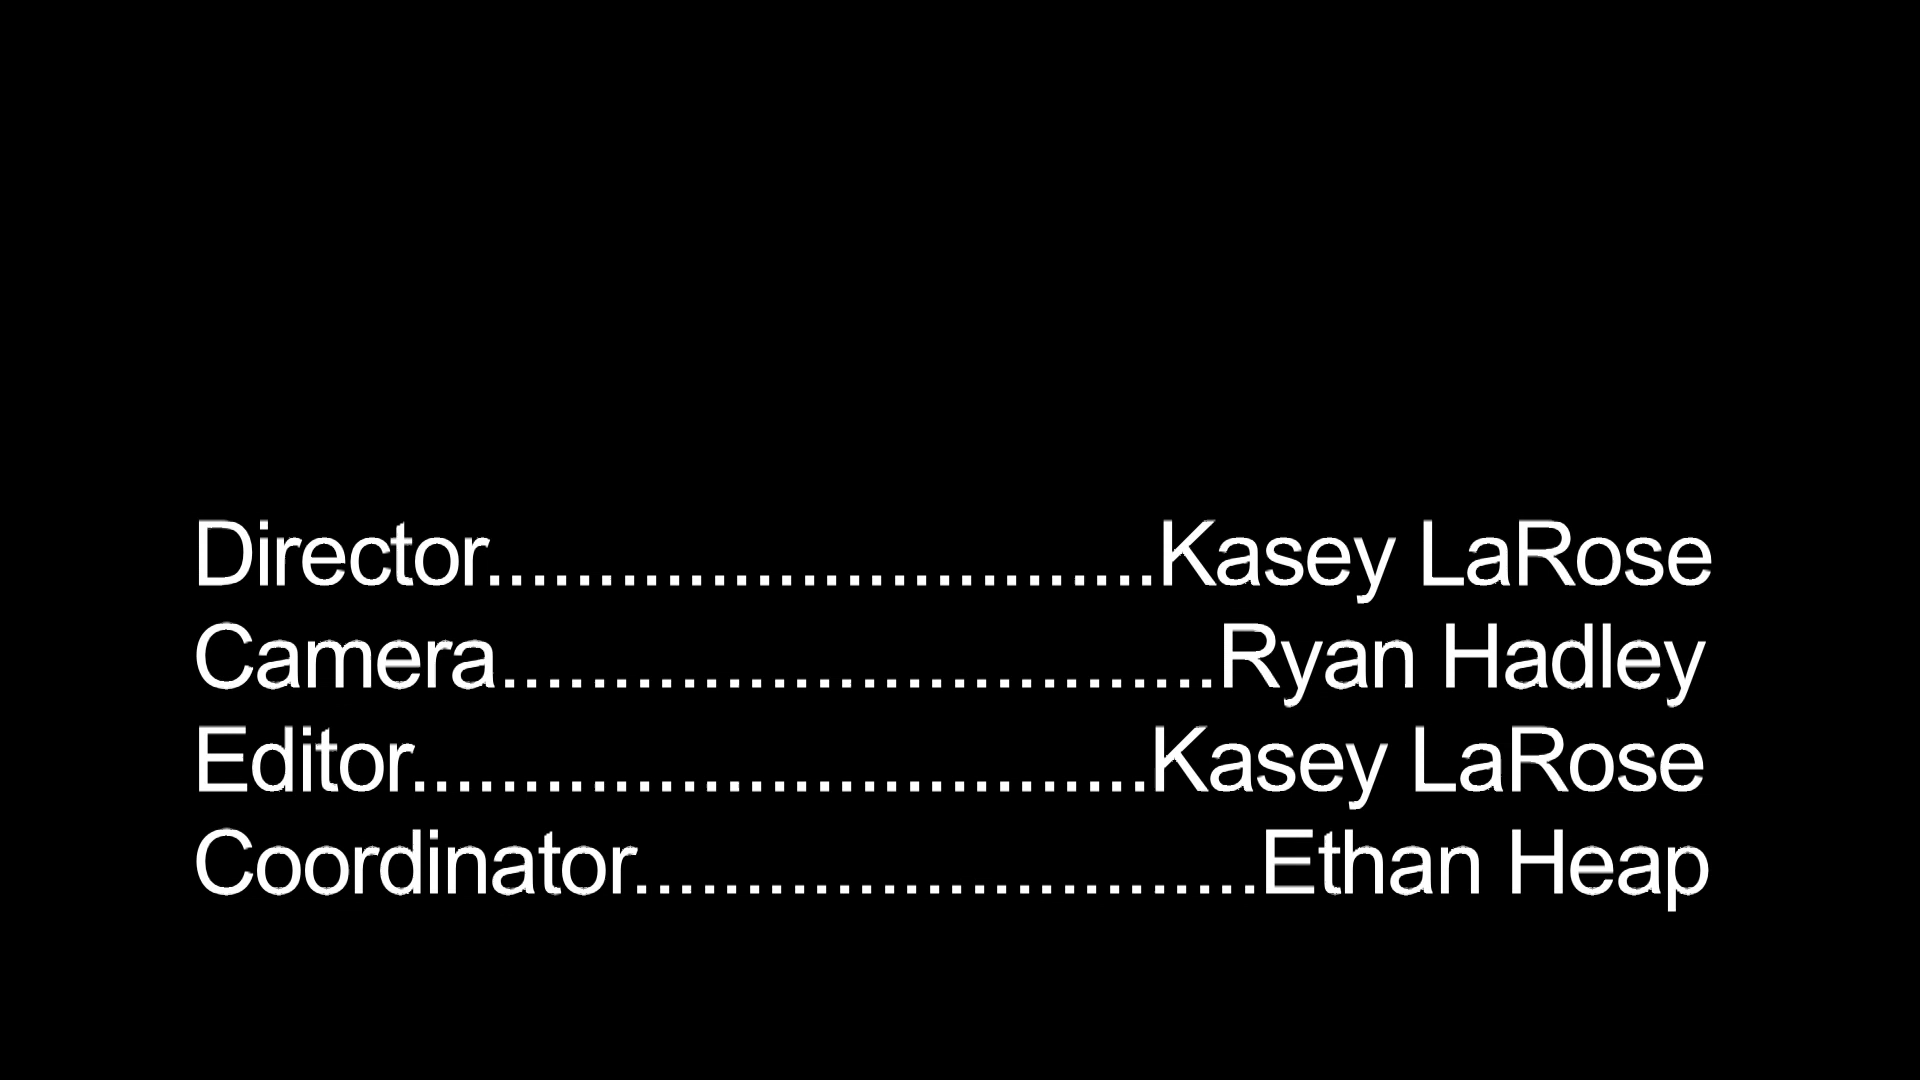 Director..............................Kasey LaRose
Camera................................Ryan Hadley
Editor.................................Kasey LaRose
Coordinator............................Ethan Heap